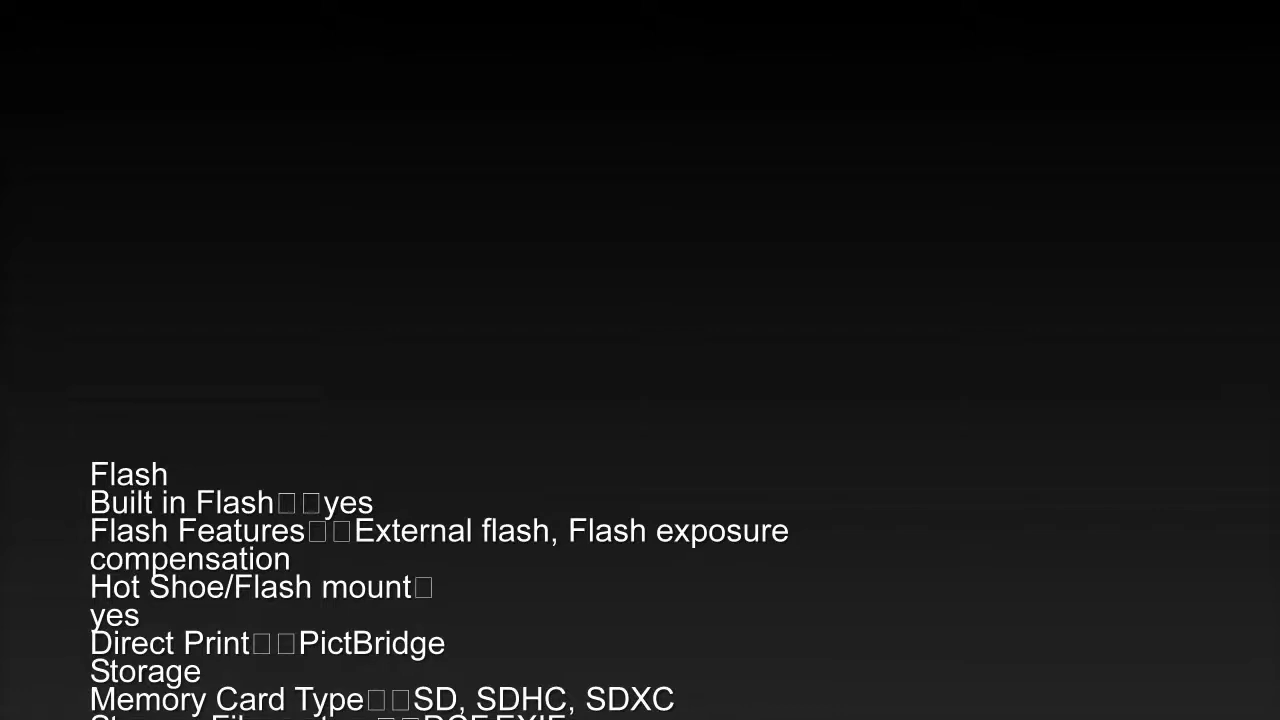 Flash
Built in Flash□□yes
Flash Features□□External flash, Flash exposure
compensation
Hot Shoe/Flash mount□
yes
Direct Print□□PictBridge
Storage
Memory Card Type□□SD, SDHC, SDXC